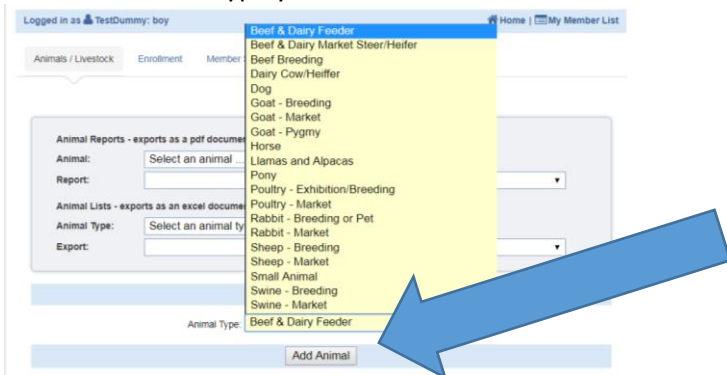 Logged in as TestDummy: boy
Home | My Member List
Animals / Livestock Enrollment Member
Beef & Dairy Feeder
Beef & Dairy Market Steer/Heifer
Beef Breeding
Dairy Cow/Heiffer
Dog
Goat - Breeding
Goat - Market
Goat - Pygmy
Horse
Llamas and Alpacas
Pony
Poultry - Exhibition/Breeding
Poultry - Market
Rabbit - Breeding or Pet
Rabbit - Market
Sheep - Breeding
Sheep - Market
Small Animal
Swine - Breeding
Swine - Market
Animal Reports - exports as a pdf docume
Animal: Select an animal ...
Report:
Animal Lists - exports as an excel docume
Animal Type: Select an animal ty
Export:
Animal Type: Beef & Dairy Feeder
Add Animal